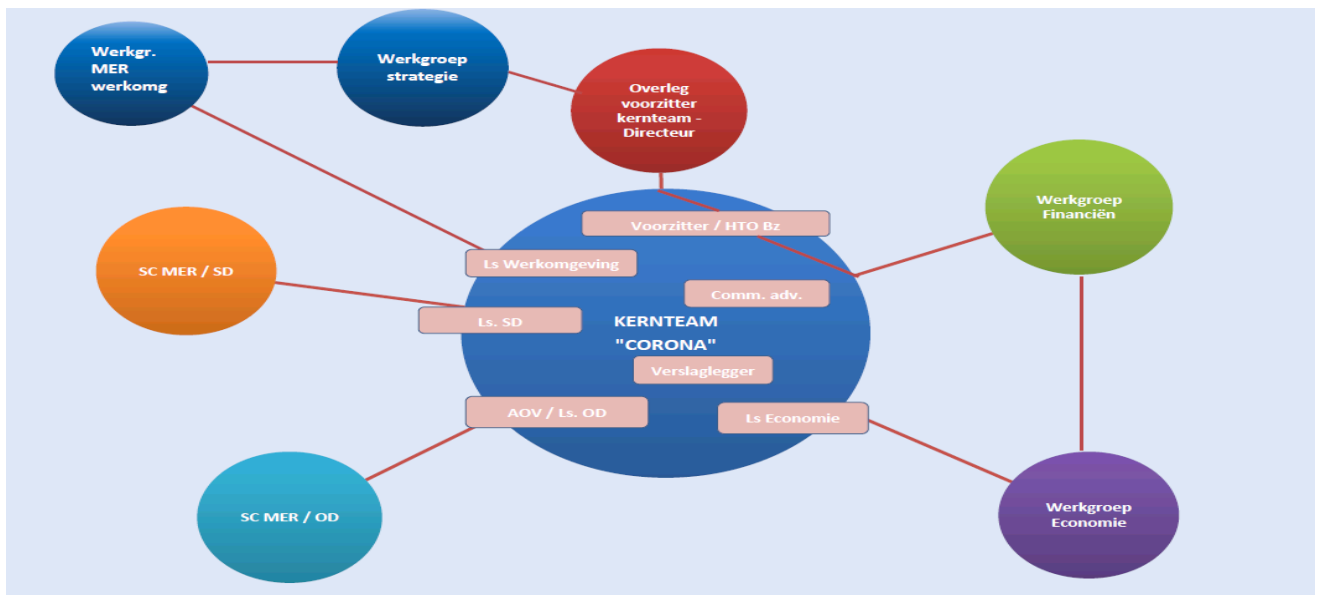 Werkgr.
MER
werkomg
Werkgroep
strategie
Overleg
voorzitter
kernteam -
Directeur
Werkgroep
Financiën
Voorzitter / HTO Bz
Ls Werkomgeving
SC MER / SD
Comm. adv.
Ls. SD
KERNTEAM
"CORONA"
Verslaglegger
AOV / Ls. OD
Ls Economie
SC MER / OD
Werkgroep
Economie